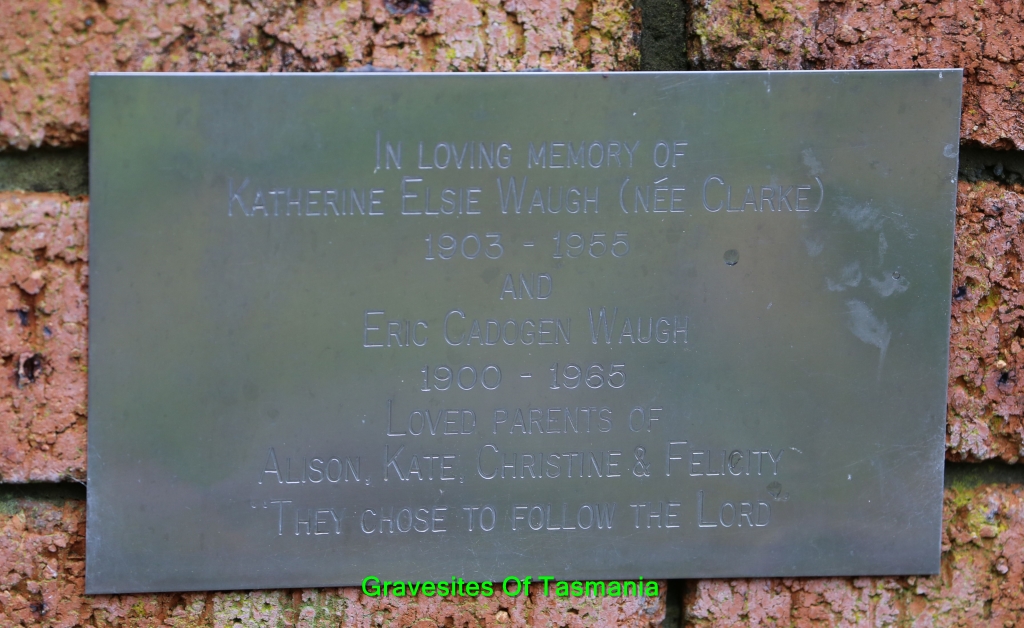 In loving memory of
Katherine Elsie Waugh (née Clarke)
1903 - 1955
and
Eric Cadogen Waugh
1900 - 1965
Loved parents of
Alison, Kate, Christine & Felicity
"They chose to follow the Lord"
Gravesites Of Tasmania